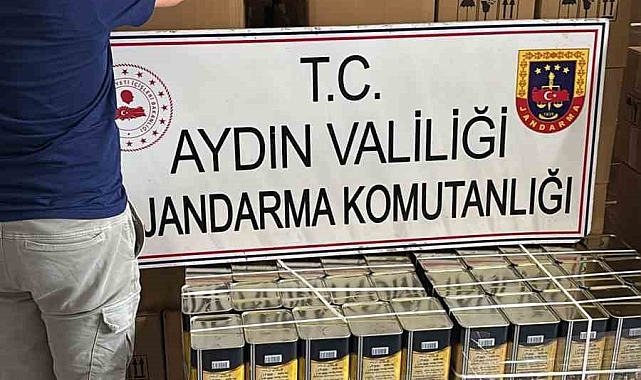 T.C.
AYDIN VALİLİĞİ
JANDARMA KOMUTANLIĞI
JANDARMA